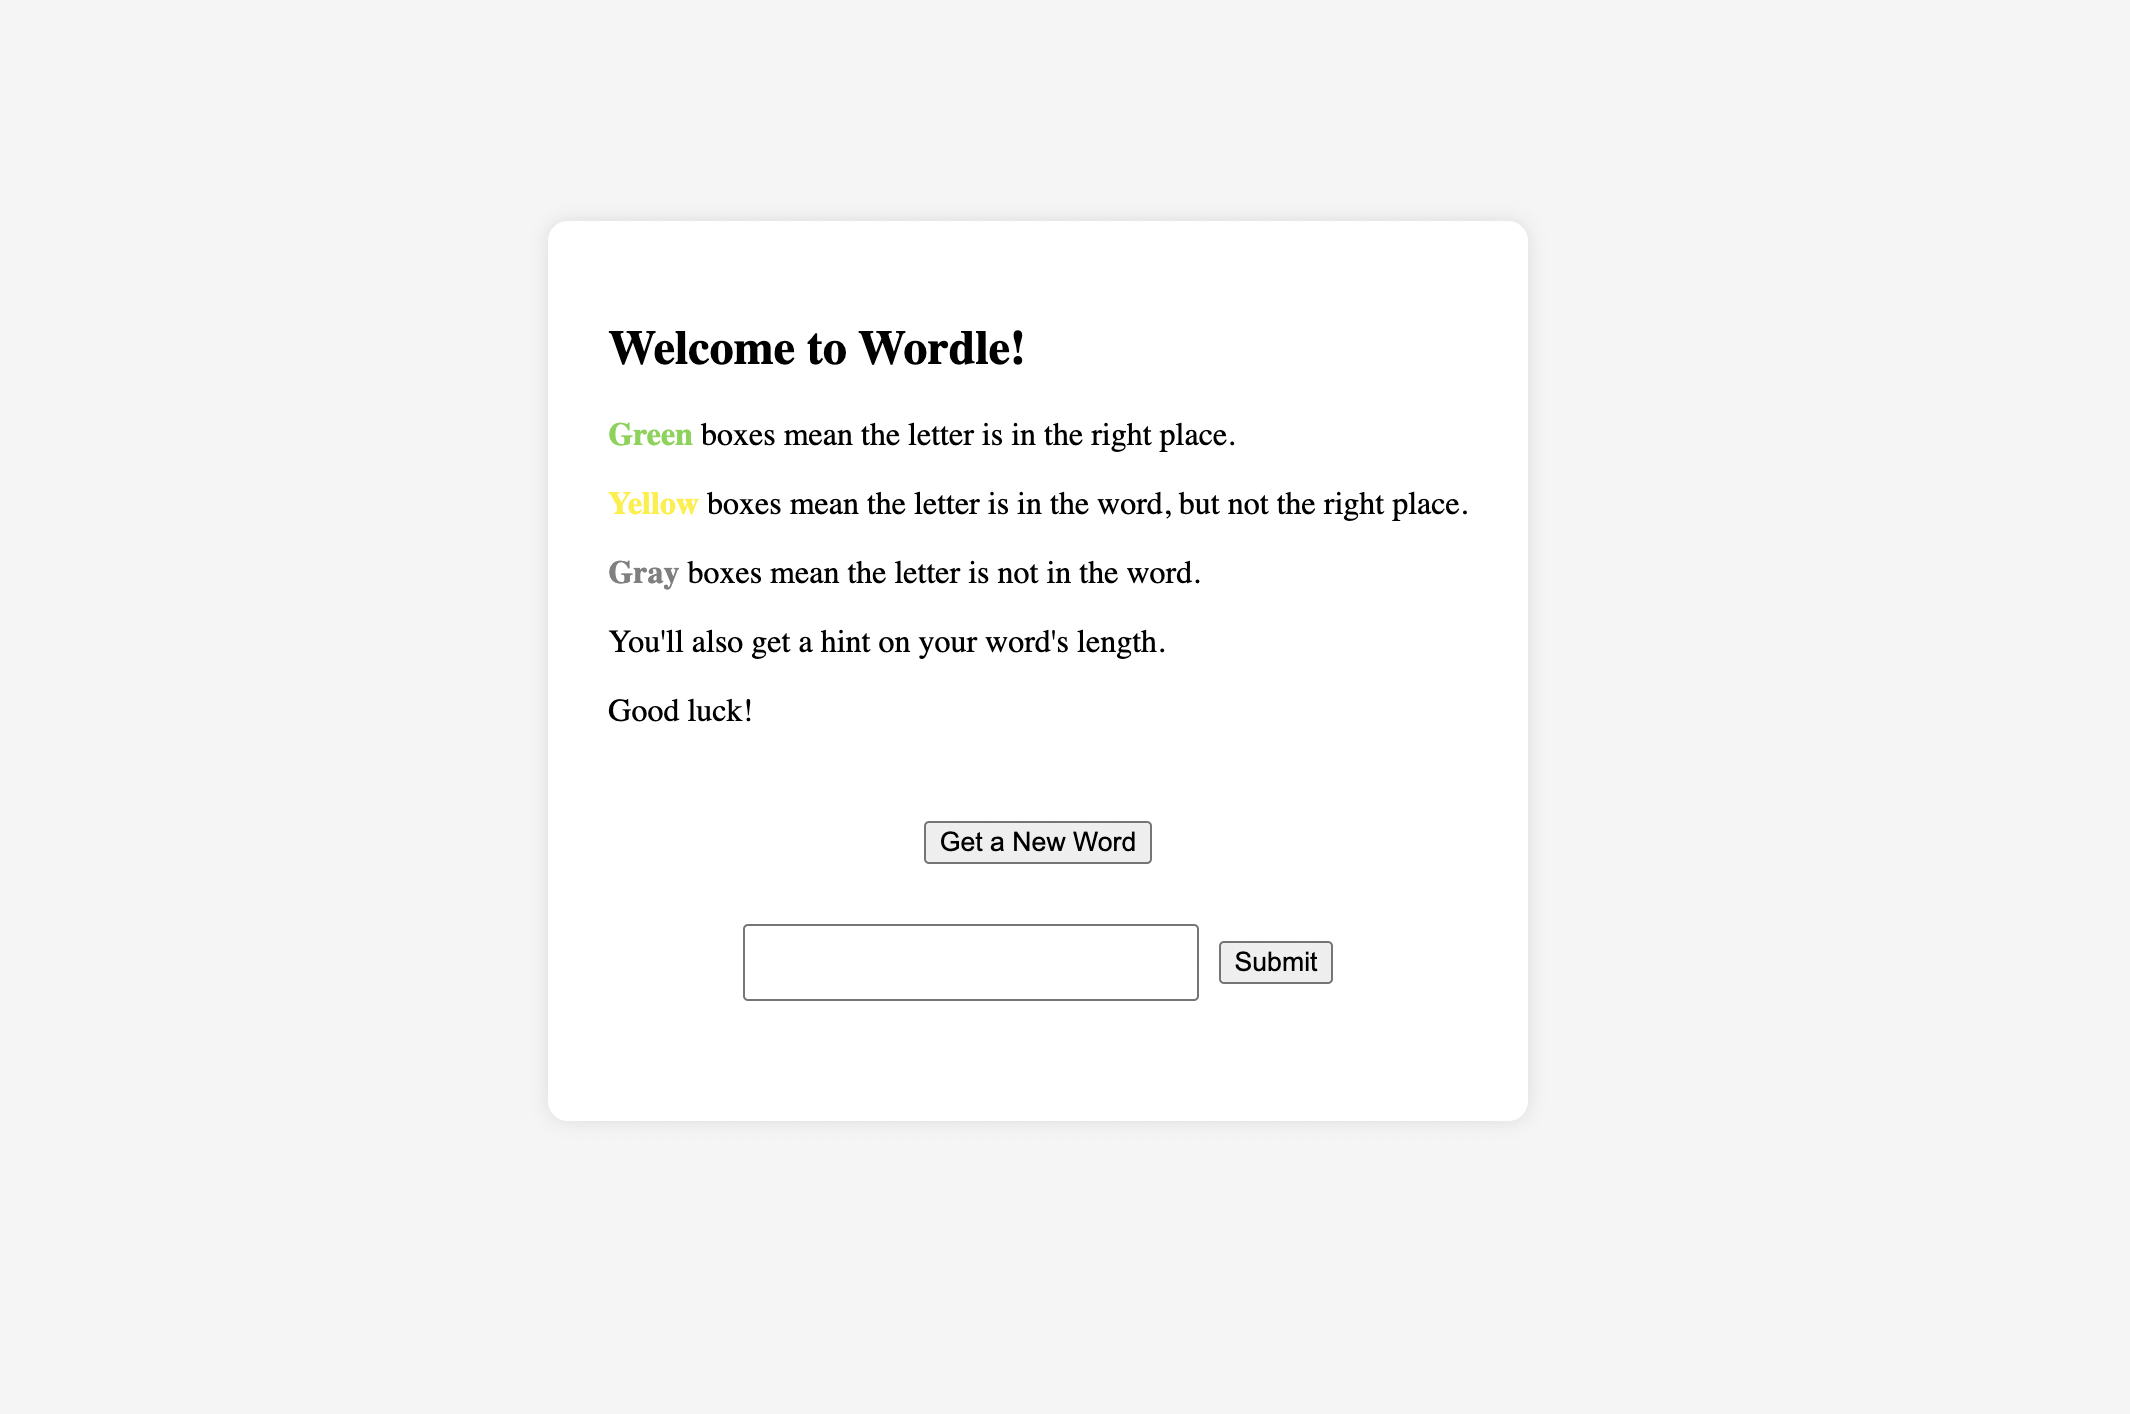 Welcome to Wordle!
Green boxes mean the letter is in the right place.
Yellow boxes mean the letter is in the word, but not the right place.
Gray boxes mean the letter is not in the word.
You'll also get a hint on your word's length.
Good luck!
Get a New Word
Submit